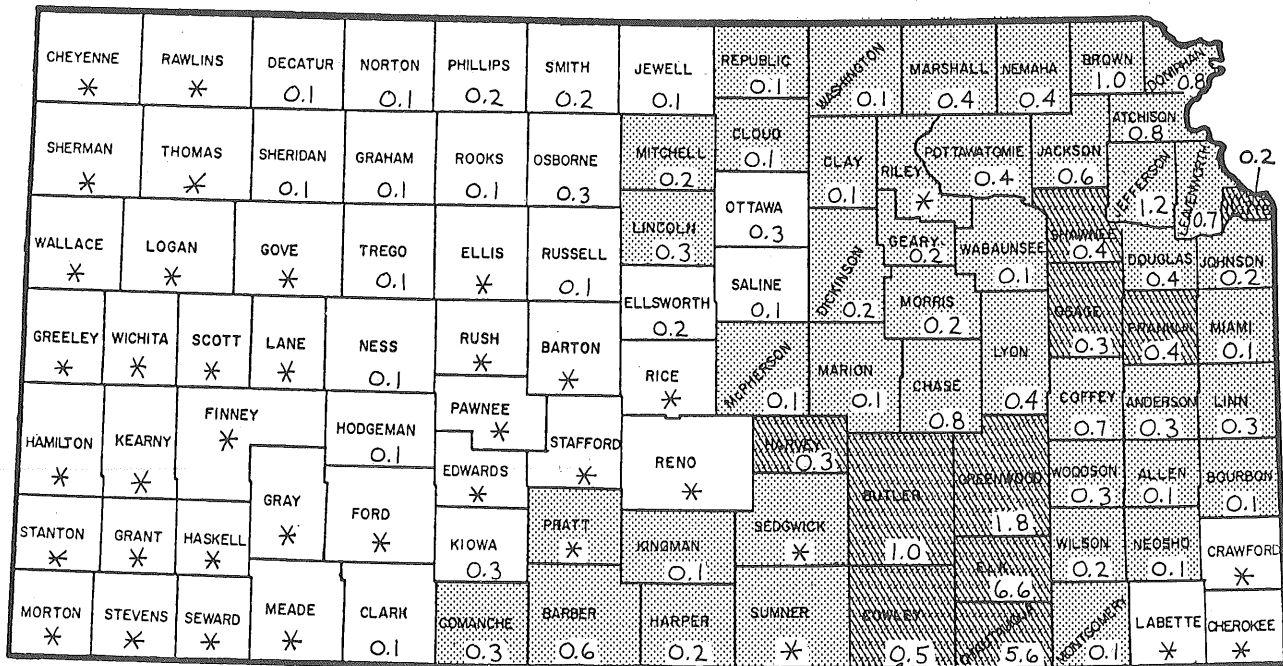 CHEYENNE
*
RAWLINS
*
DECATUR
0.1
NORTON
0.1
PHILLIPS
0.2
SMITH
0.2
JEWELL
0.1
REPUBLIC
0.1
WASHINGTON
0.1
MARSHALL
0.4
NEMAHA
0.4
BROWN
1.0
DONIPHAN
0.8
SHERMAN
*
THOMAS
*
SHERIDAN
0.1
GRAHAM
0.1
ROOKS
0.1
OSBORNE
0.3
MITCHELL
0.2
CLOUD
0.1
CLAY
0.1
RILEY
*
POTTAWATOMIE
0.4
JACKSON
0.6
ATCHISON
0.8
JEFFERSON
1.2
LEAVENWORTH
0.7
0.2
WALLACE
*
LOGAN
*
GOVE
*
TREGO
0.1
ELLIS
*
RUSSELL
0.1
LINCOLN
0.3
OTTAWA
0.3
DICKINSON
0.2
GEARY
0.2
WABAUNSEE
0.1
SHAWNEE
0.4
DOUGLAS
0.4
JOHNSON
0.2
ELLSWORTH
0.2
SALINE
0.1
MORRIS
0.2
GREELEY
*
WICHITA
*
SCOTT
*
LANE
*
NESS
0.1
RUSH
*
BARTON
*
RICE
*
McPHERSON
0.1
MARION
0.1
CHASE
0.8
LYON
0.4
OSAGE
0.3
FRANKLIN
0.4
MIAMI
0.1
HAMILTON
*
KEARNY
*
FINNEY
*
HODGEMAN
0.1
PAWNEE
*
STAFFORD
*
RENO
*
HARVEY
0.3
BUTLER
1.0
GREENWOOD
1.8
COFFEY
0.7
ANDERSON
0.3
LINN
0.3
EDWARDS
*
GRAY
*
FORD
*
PRATT
*
KINGMAN
0.1
SEDGWICK
*
WOODSON
0.3
ALLEN
0.1
BOURBON
0.1
STANTON
*
GRANT
*
HASKELL
*
KIOWA
0.3
ELK
6.6
WILSON
0.2
NEOSHO
0.1
CRAWFORD
*
MORTON
*
STEVENS
*
SEWARD
*
MEADE
*
CLARK
0.1
COMANCHE
0.3
BARBER
0.6
HARPER
0.2
SUMNER
*
COWLEY
0.5
CHAUTAUQUA
5.6
MONTGOMERY
0.1
LABETTE
*
CHEROKEE
*